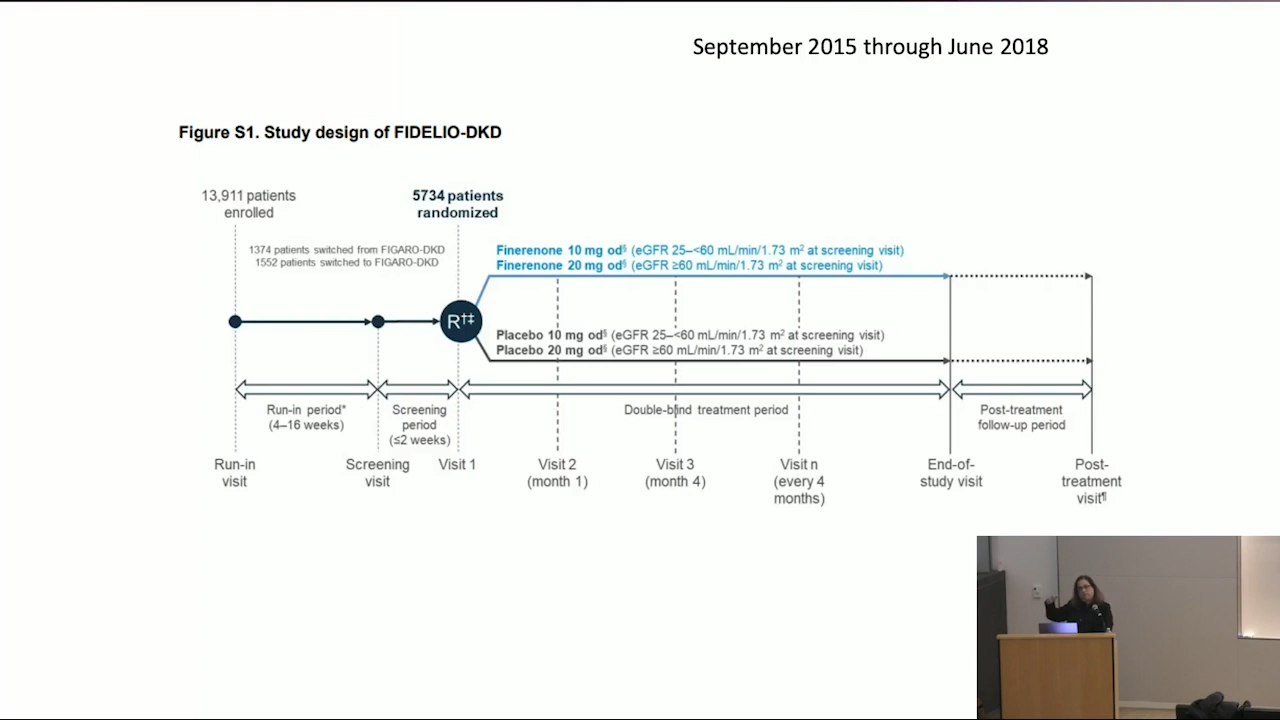 September 2015 through June 2018
Figure S1. Study design of FIDELIO-DKD
13,911 patients
enrolled
5734 patients
randomized
1374 patients switched from FIGARO-DKD
1552 patients switched to FIGARO-DKD
Finerenone 10 mg od§ (eGFR 25–<60 mL/min/1.73 m² at screening visit)
Finerenone 20 mg od§ (eGFR ≥60 mL/min/1.73 m² at screening visit)
R†‡
Placebo 10 mg od§ (eGFR 25–<60 mL/min/1.73 m² at screening visit)
Placebo 20 mg od§ (eGFR ≥60 mL/min/1.73 m² at screening visit)
Run-in period*
(4–16 weeks)
Screening
period
(≤2 weeks)
Double-blind treatment period
Post-treatment
follow-up period
Run-in
visit
Screening
visit
Visit 1
Visit 2
(month 1)
Visit 3
(month 4)
Visit n
(every 4
months)
End-of-
study visit
Post-
treatment
visit¶